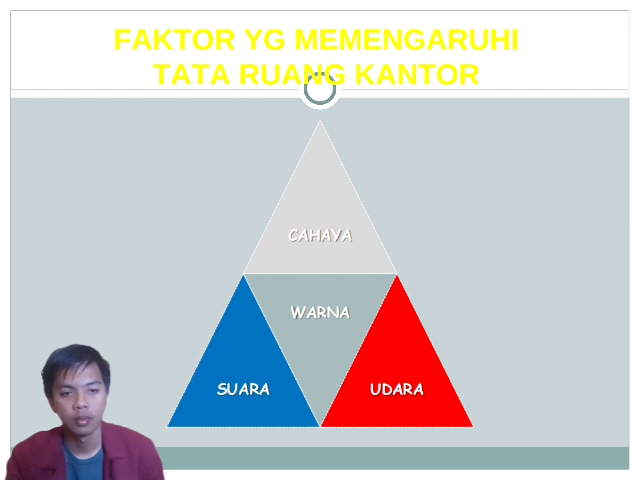 FAKTOR YG MEMENGARUHI
TATA RUANG KANTOR
CAHAYA
WARNA
SUARA
UDARA